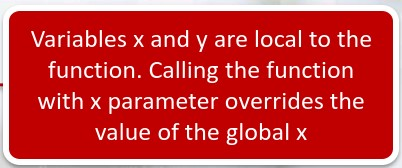 Variables x and y are local to the
function. Calling the function
with x parameter overrides the
value of the global x